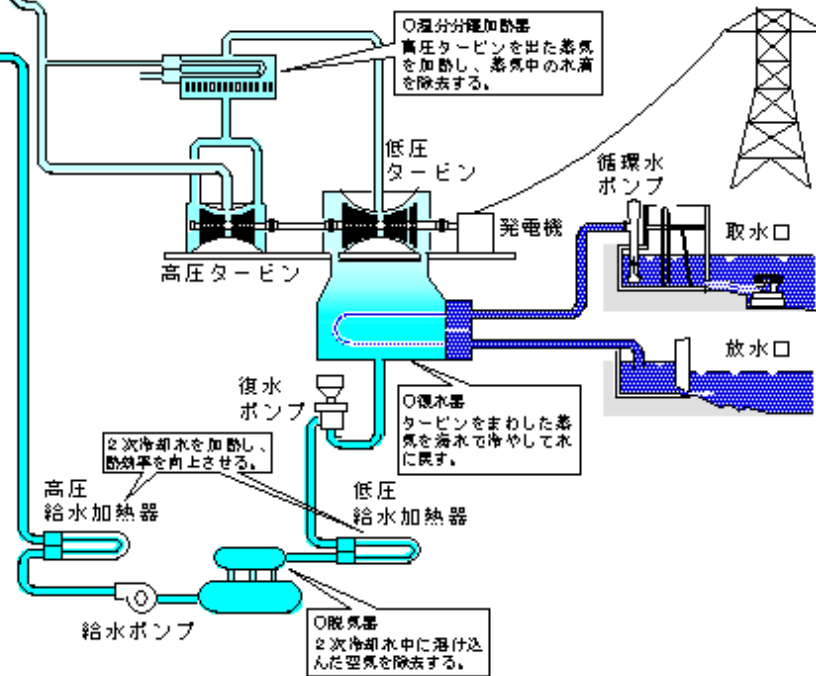 ○湿分分離加熱器
高圧タービンを出た蒸気
を加熱し、蒸気中の水滴
を除去する。
低圧
タービン
循環水
ポンプ
発電機
取水口
高圧タービン
放水口
復水
ポンプ
○復水器
タービンをまわした蒸
気を海水で冷やして水
に戻す。
2次冷却水を加熱し、
熱効率を向上させる。
高圧
給水加熱器
低圧
給水加熱器
給水ポンプ
○脱気器
2次冷却水中に溶け込
んだ空気を除去する。